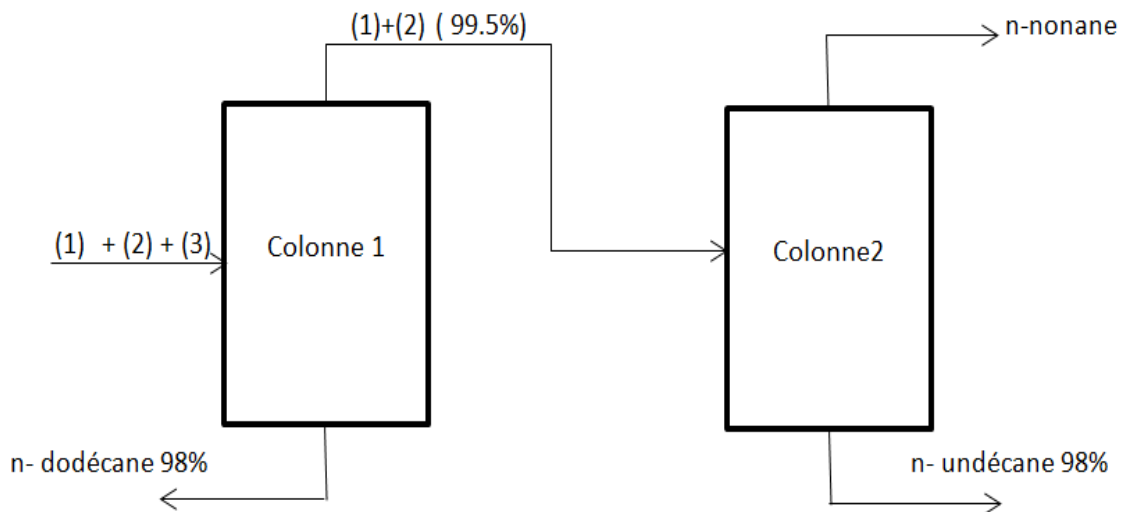 (1)+(2) ( 99.5%)
n-nonane
(1) + (2) + (3)
Colonne 1
Colonne2
n- dodécane 98%
n- undécane 98%